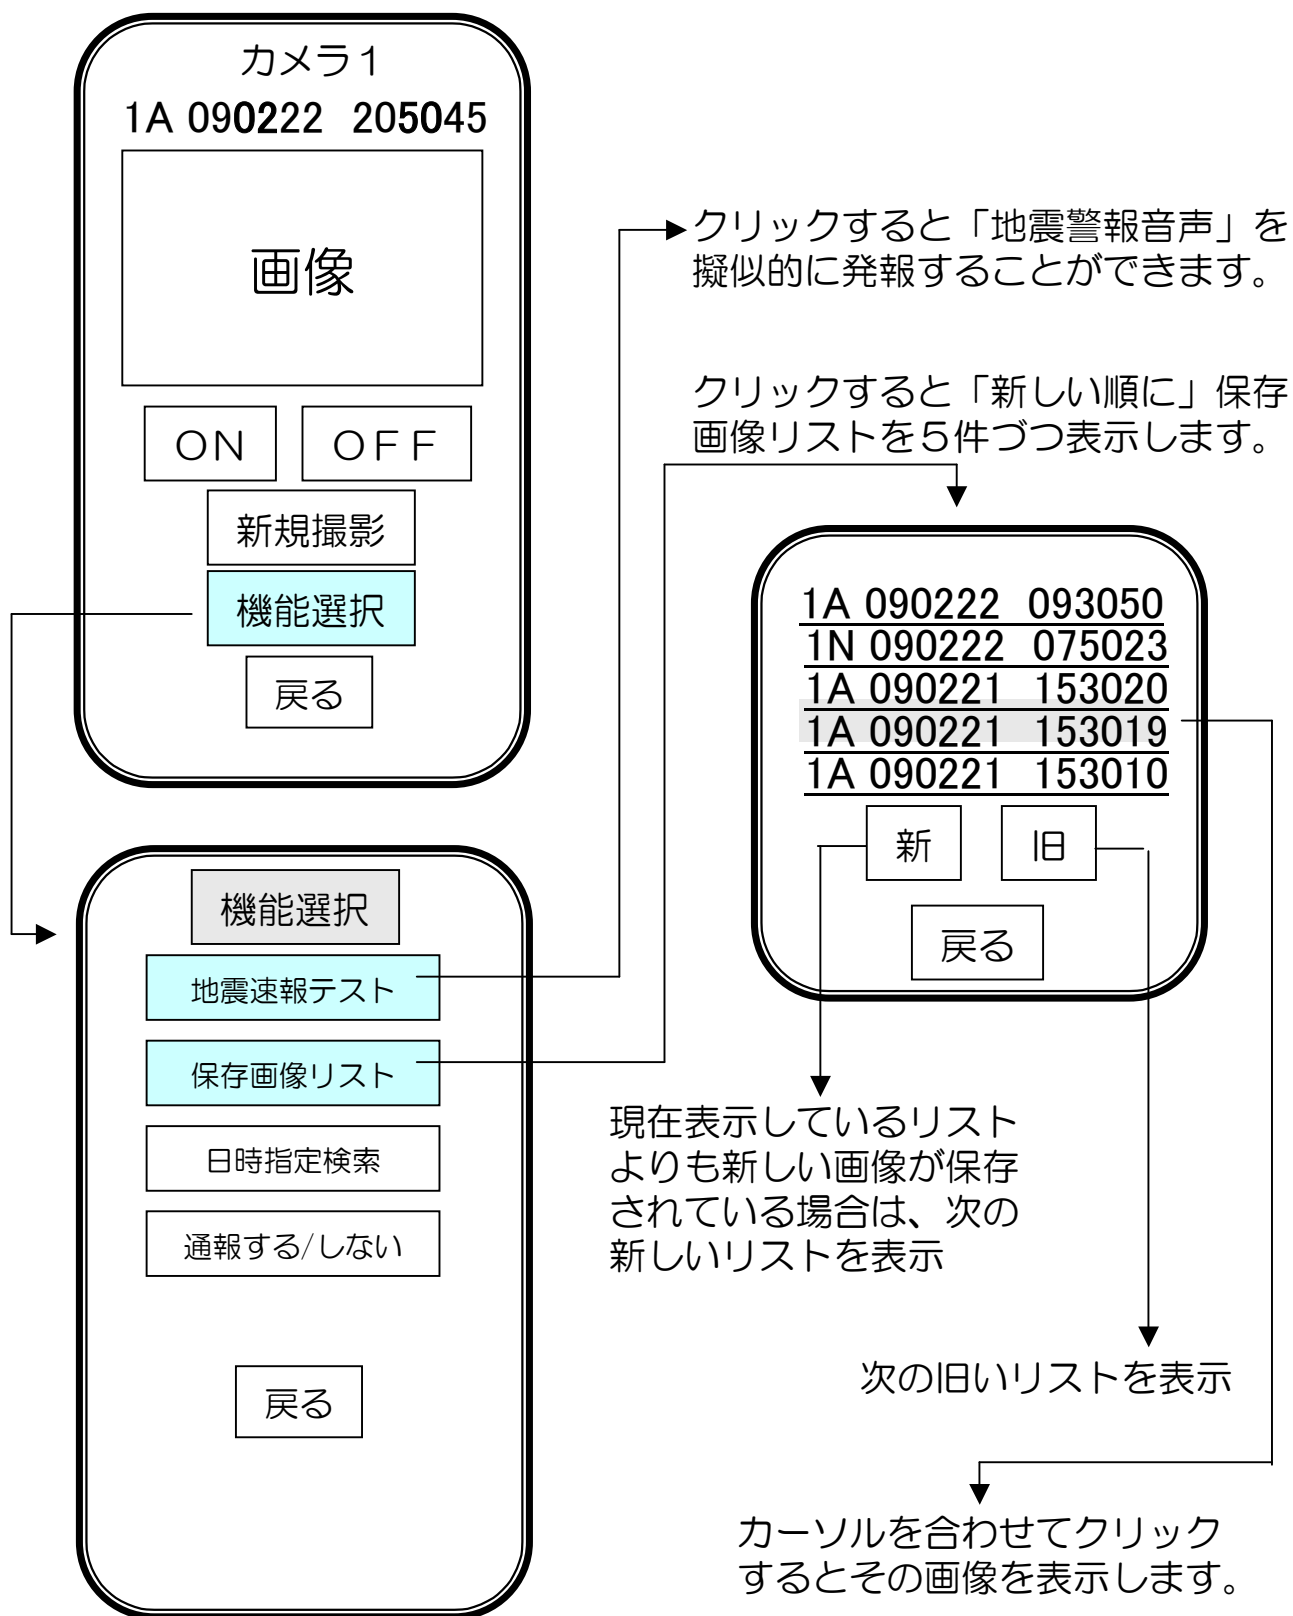 カメラ１
1A 090222 205045
画像
ＯＮ ＯＦＦ
新規撮影
機能選択
戻る
機能選択
地震速報テスト
保存画像リスト
日時指定検索
通報する/しない
戻る
クリックすると「地震警報音声」を
擬似的に発報することができます。
クリックすると「新しい順に」保存
画像リストを５件づつ表示します。
1A 090222 093050
1N 090222 075023
1A 090221 153020
1A 090221 153019
1A 090221 153010
新 旧
戻る
現在表示しているリスト
よりも新しい画像が保存
されている場合は、次の
新しいリストを表示
次の旧いリストを表示
カーソルを合わせてクリック
するとその画像を表示します。